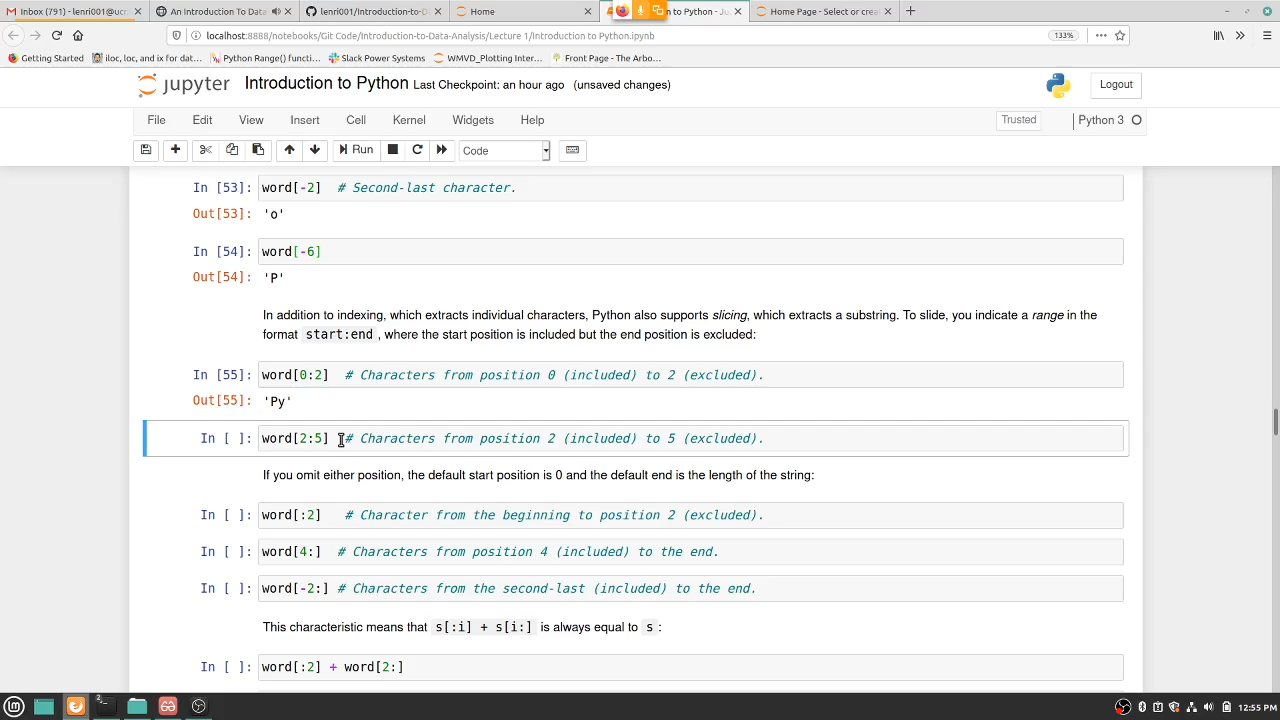 Inbox (791) - lenri001@ucr
An Introduction To Data
lenri001/Introduction-to-D
Home
n to Python - Ju
Home Page - Select or crea
localhost:8888/notebooks/Git Code/Introduction-to-Data-Analysis/Lecture 1/Introduction to Python.ipynb
133%
Getting Started
iloc, loc, and ix for dat...
Python Range() functi...
Slack Power Systems
WMVD_Plotting Inter...
Front Page - The Arbo...
jupyter Introduction to Python Last Checkpoint: an hour ago (unsaved changes)
Logout
File Edit View Insert Cell Kernel Widgets Help
Trusted
Python 3
Run
Code
In [53]: word[-2]  # Second-last character.
Out[53]: 'o'
In [54]: word[-6]
Out[54]: 'P'
In addition to indexing, which extracts individual characters, Python also supports slicing, which extracts a substring. To slide, you indicate a range in the
format start:end , where the start position is included but the end position is excluded:
In [55]: word[0:2]  # Characters from position 0 (included) to 2 (excluded).
Out[55]: 'Py'
In [ ]: word[2:5]  # Characters from position 2 (included) to 5 (excluded).
If you omit either position, the default start position is 0 and the default end is the length of the string:
In [ ]: word[:2]   # Character from the beginning to position 2 (excluded).
In [ ]: word[4:]  # Characters from position 4 (included) to the end.
In [ ]: word[-2:] # Characters from the second-last (included) to the end.
This characteristic means that s[:i] + s[i:] is always equal to s :
In [ ]: word[:2] + word[2:]
2
12:55 PM